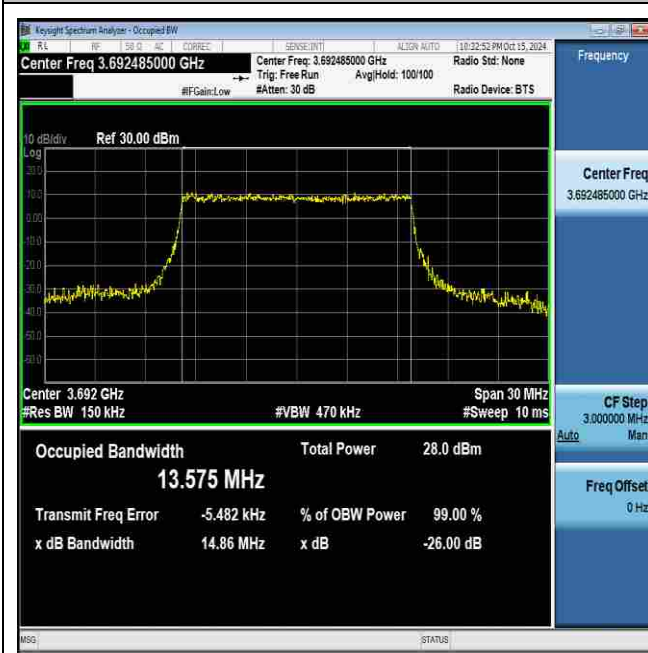 Keysight Spectrum Analyzer - Occupied BW
RL RF 50 Ω AC CORREC SENSE:INT ALIGN AUTO 10:32:52 PM Oct 15, 2024
Center Freq 3.692485000 GHz
Center Freq: 3.692485000 GHz
Radio Std: None
Trig: Free Run Avg|Hold: 100/100
#IFGain:Low #Atten: 30 dB Radio Device: BTS
Frequency
10 dB/div Ref 30.00 dBm
Log
20.0
10.0
0.00
-10.0
-20.0
-30.0
-40.0
-50.0
-60.0
Center 3.692 GHz Span 30 MHz
#Res BW 150 kHz #VBW 470 kHz #Sweep 10 ms
Center Freq
3.692485000 GHz
CF Step
3.000000 MHz
Auto Man
Freq Offset
0 Hz
Occupied Bandwidth Total Power 28.0 dBm
13.575 MHz
Transmit Freq Error -5.482 kHz % of OBW Power 99.00 %
x dB Bandwidth 14.86 MHz x dB -26.00 dB
MSG STATUS